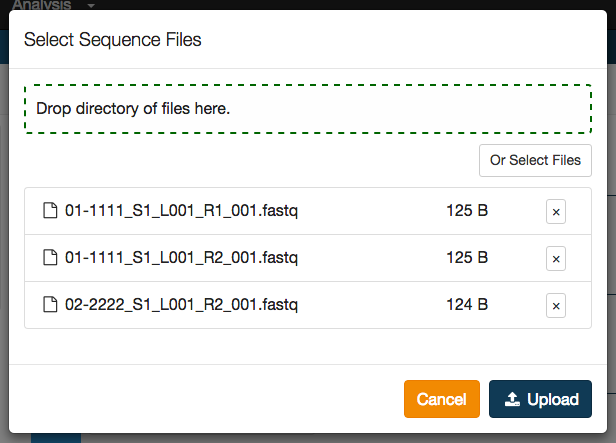 Analysis
Select Sequence Files
Drop directory of files here.
Or Select Files
01-1111_S1_L001_R1_001.fastq 125 B ×
01-1111_S1_L001_R2_001.fastq 125 B ×
02-2222_S1_L001_R2_001.fastq 124 B ×
Cancel Upload